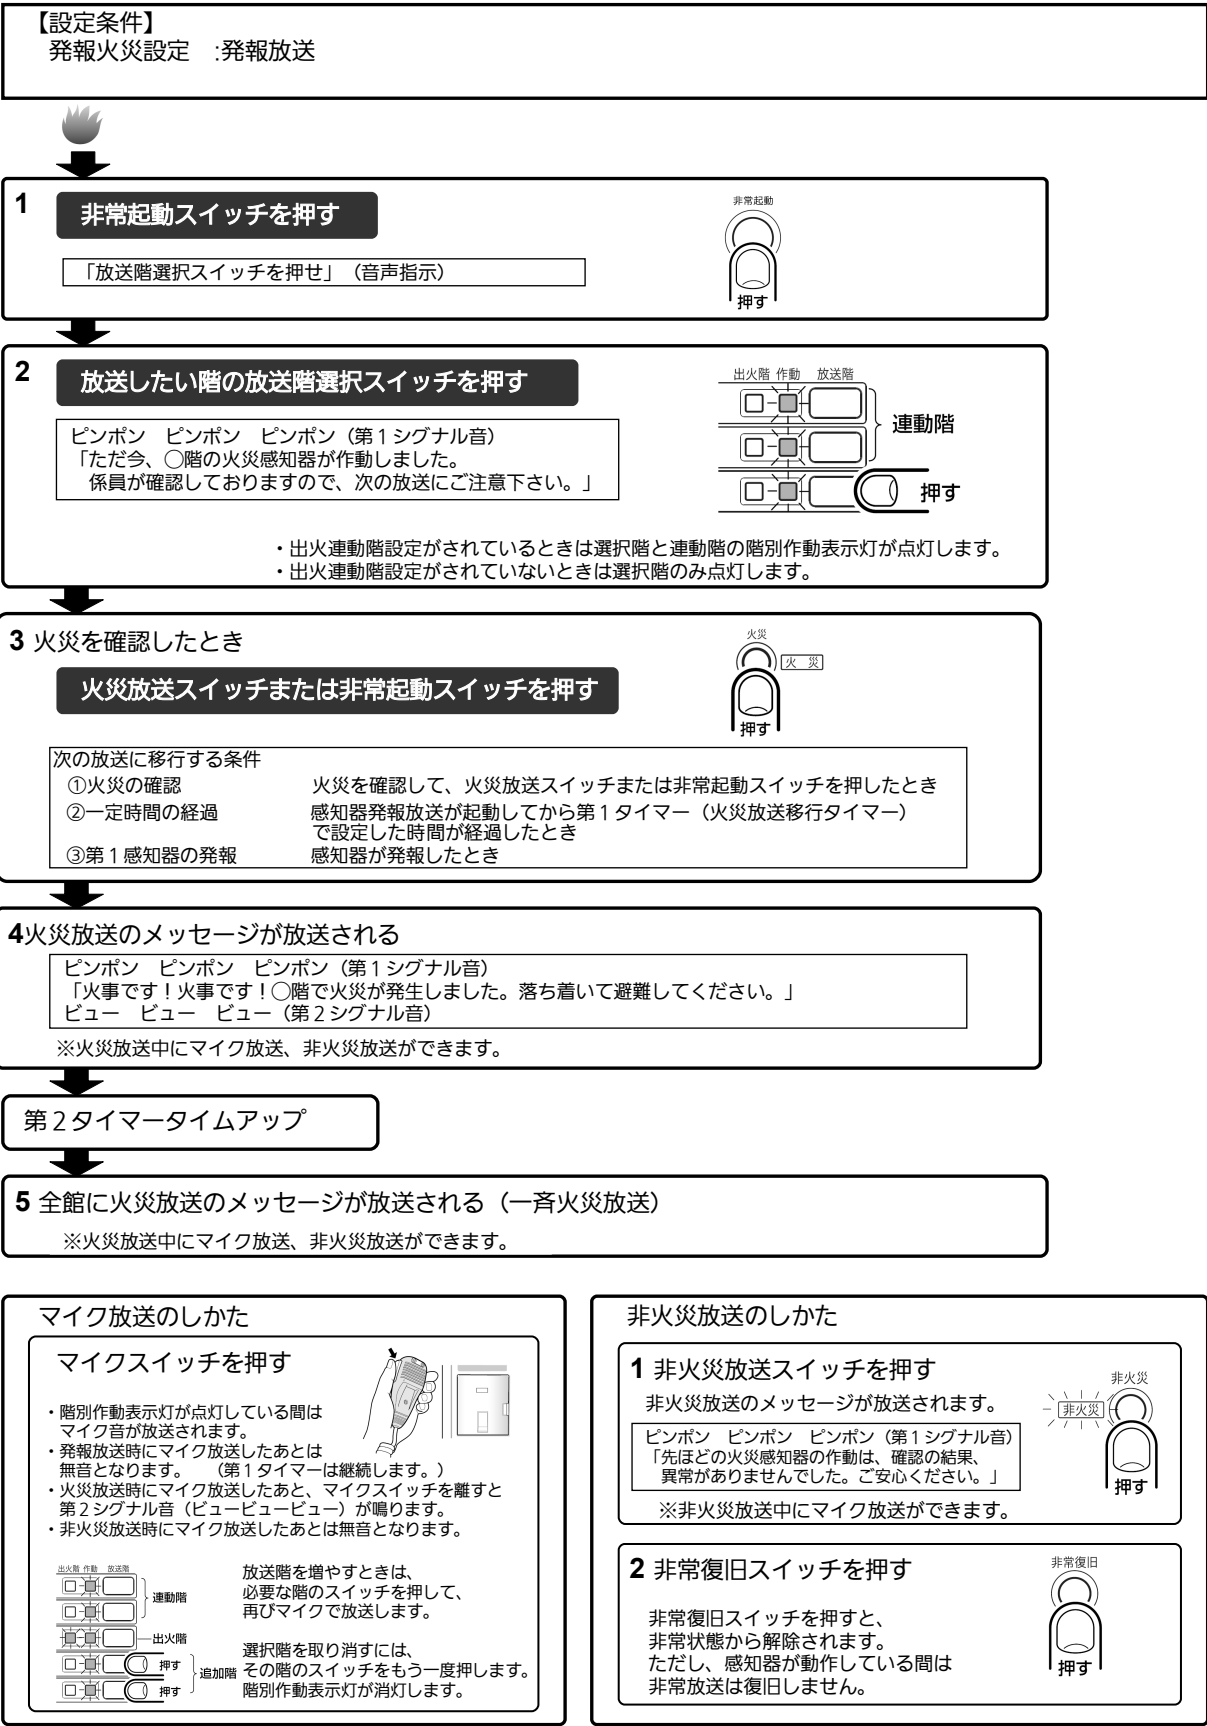 【設定条件】
発報火災設定　:発報放送
1
非常起動スイッチを押す
「放送階選択スイッチを押せ」（音声指示）
非常起動
押す
2
放送したい階の放送階選択スイッチを押す
ピンポン　ピンポン　ピンポン（第１シグナル音）
「ただ今、〇階の火災感知器が作動しました。
係員が確認しておりますので、次の放送にご注意下さい。」
出火階 作動 放送階
連動階
押す
・出火連動階設定がされているときは選択階と連動階の階別作動表示灯が点灯します。
・出火連動階設定がされていないときは選択階のみ点灯します。
3 火災を確認したとき
火災放送スイッチまたは非常起動スイッチを押す
火災
火 災
押す
次の放送に移行する条件
①火災の確認　火災を確認して、火災放送スイッチまたは非常起動スイッチを押したとき
②一定時間の経過　感知器発報放送が起動してから第１タイマー（火災放送移行タイマー）
で設定した時間が経過したとき
③第１感知器の発報　感知器が発報したとき
4火災放送のメッセージが放送される
ピンポン　ピンポン　ピンポン（第１シグナル音）
「火事です！火事です！〇階で火災が発生しました。落ち着いて避難してください。」
ビュー　ビュー　ビュー（第２シグナル音）
※火災放送中にマイク放送、非火災放送ができます。
第２タイマータイムアップ
5 全館に火災放送のメッセージが放送される（一斉火災放送）
※火災放送中にマイク放送、非火災放送ができます。
マイク放送のしかた
マイクスイッチを押す
・階別作動表示灯が点灯している間は
マイク音が放送されます。
・発報放送時にマイク放送したあとは
無音となります。　（第１タイマーは継続します。）
・火災放送時にマイク放送したあと、マイクスイッチを離すと
第２シグナル音（ビュービュービュー）が鳴ります。
・非火災放送時にマイク放送したあとは無音となります。
出火階 作動 放送階
連動階
出火階
押す
押す
追加階
放送階を増やすときは、
必要な階のスイッチを押して、
再びマイクで放送します。
選択階を取り消すには、
その階のスイッチをもう一度押します。
階別作動表示灯が消灯します。
非火災放送のしかた
1 非火災放送スイッチを押す
非火災放送のメッセージが放送されます。
ピンポン　ピンポン　ピンポン（第１シグナル音）
「先ほどの火災感知器の作動は、確認の結果、
異常がありませんでした。ご安心ください。」
※非火災放送中にマイク放送ができます。
非火災
非火災
押す
2 非常復旧スイッチを押す
非常復旧スイッチを押すと、
非常状態から解除されます。
ただし、感知器が動作している間は
非常放送は復旧しません。
非常復旧
押す